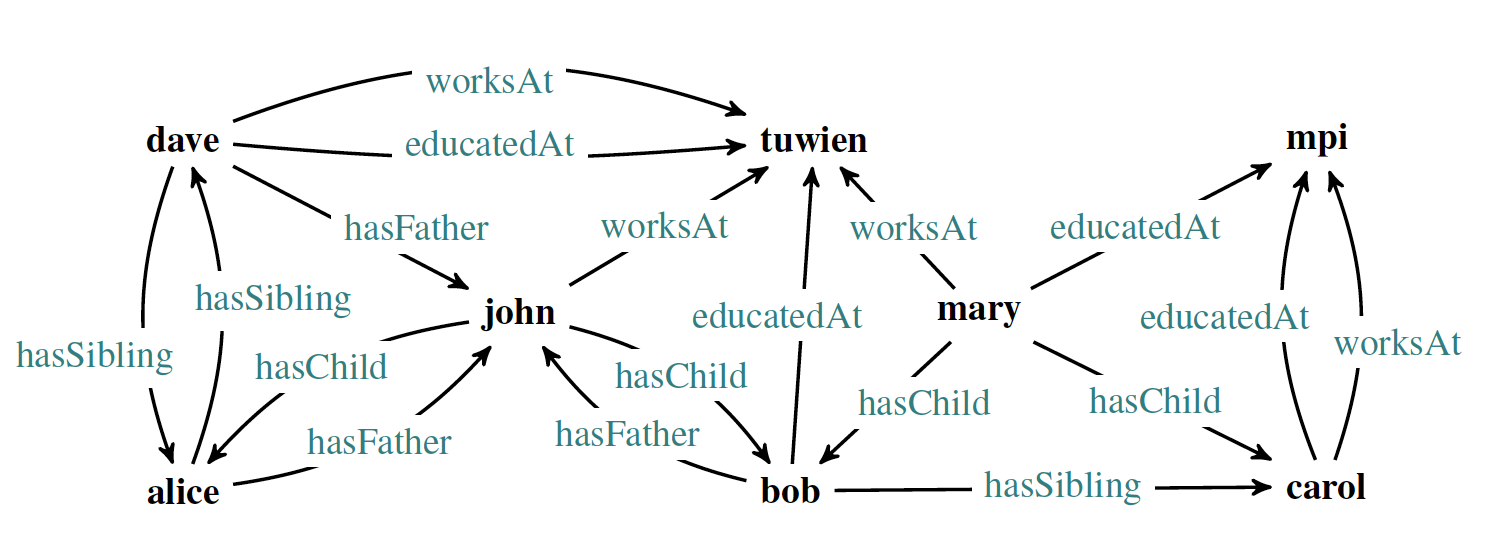 worksAt
dave
educatedAt
tuwien
mpi
hasFather
worksAt
worksAt
educatedAt
hasSibling
john
mary
educatedAt
educatedAt
hasSibling
hasChild
hasChild
worksAt
hasFather
hasFather
hasChild
hasChild
alice
bob
hasSibling
carol